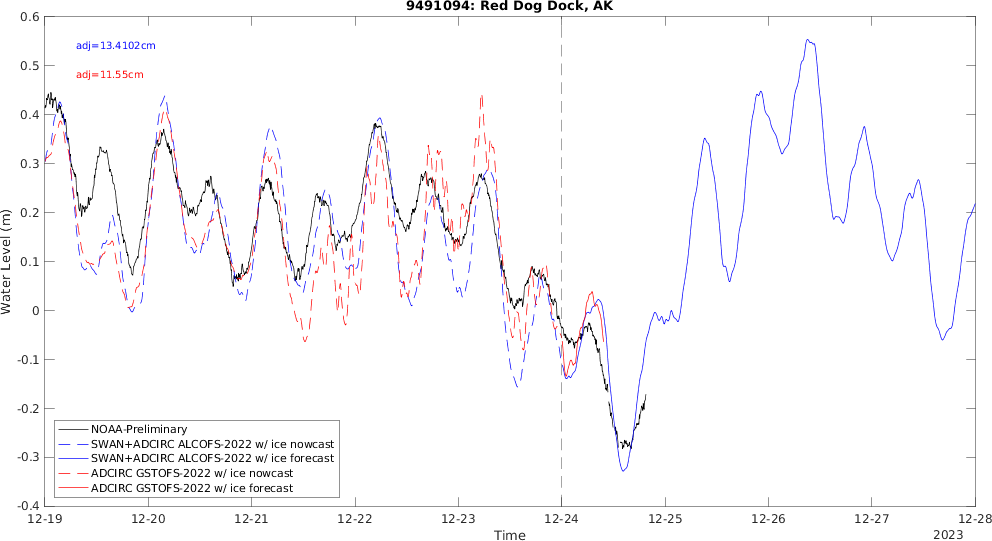 9491094: Red Dog Dock, AK
adj=13.4102cm
adj=11.55cm
Water Level (m)
0.6
0.5
0.4
0.3
0.2
0.1
0
-0.1
-0.2
-0.3
-0.4
NOAA-Preliminary
SWAN+ADCIRC ALCOFS-2022 w/ ice nowcast
SWAN+ADCIRC ALCOFS-2022 w/ ice forecast
ADCIRC GSTOFS-2022 w/ ice nowcast
ADCIRC GSTOFS-2022 w/ ice forecast
12-19 12-20 12-21 12-22 12-23 12-24 12-25 12-26 12-27 12-28
Time
2023